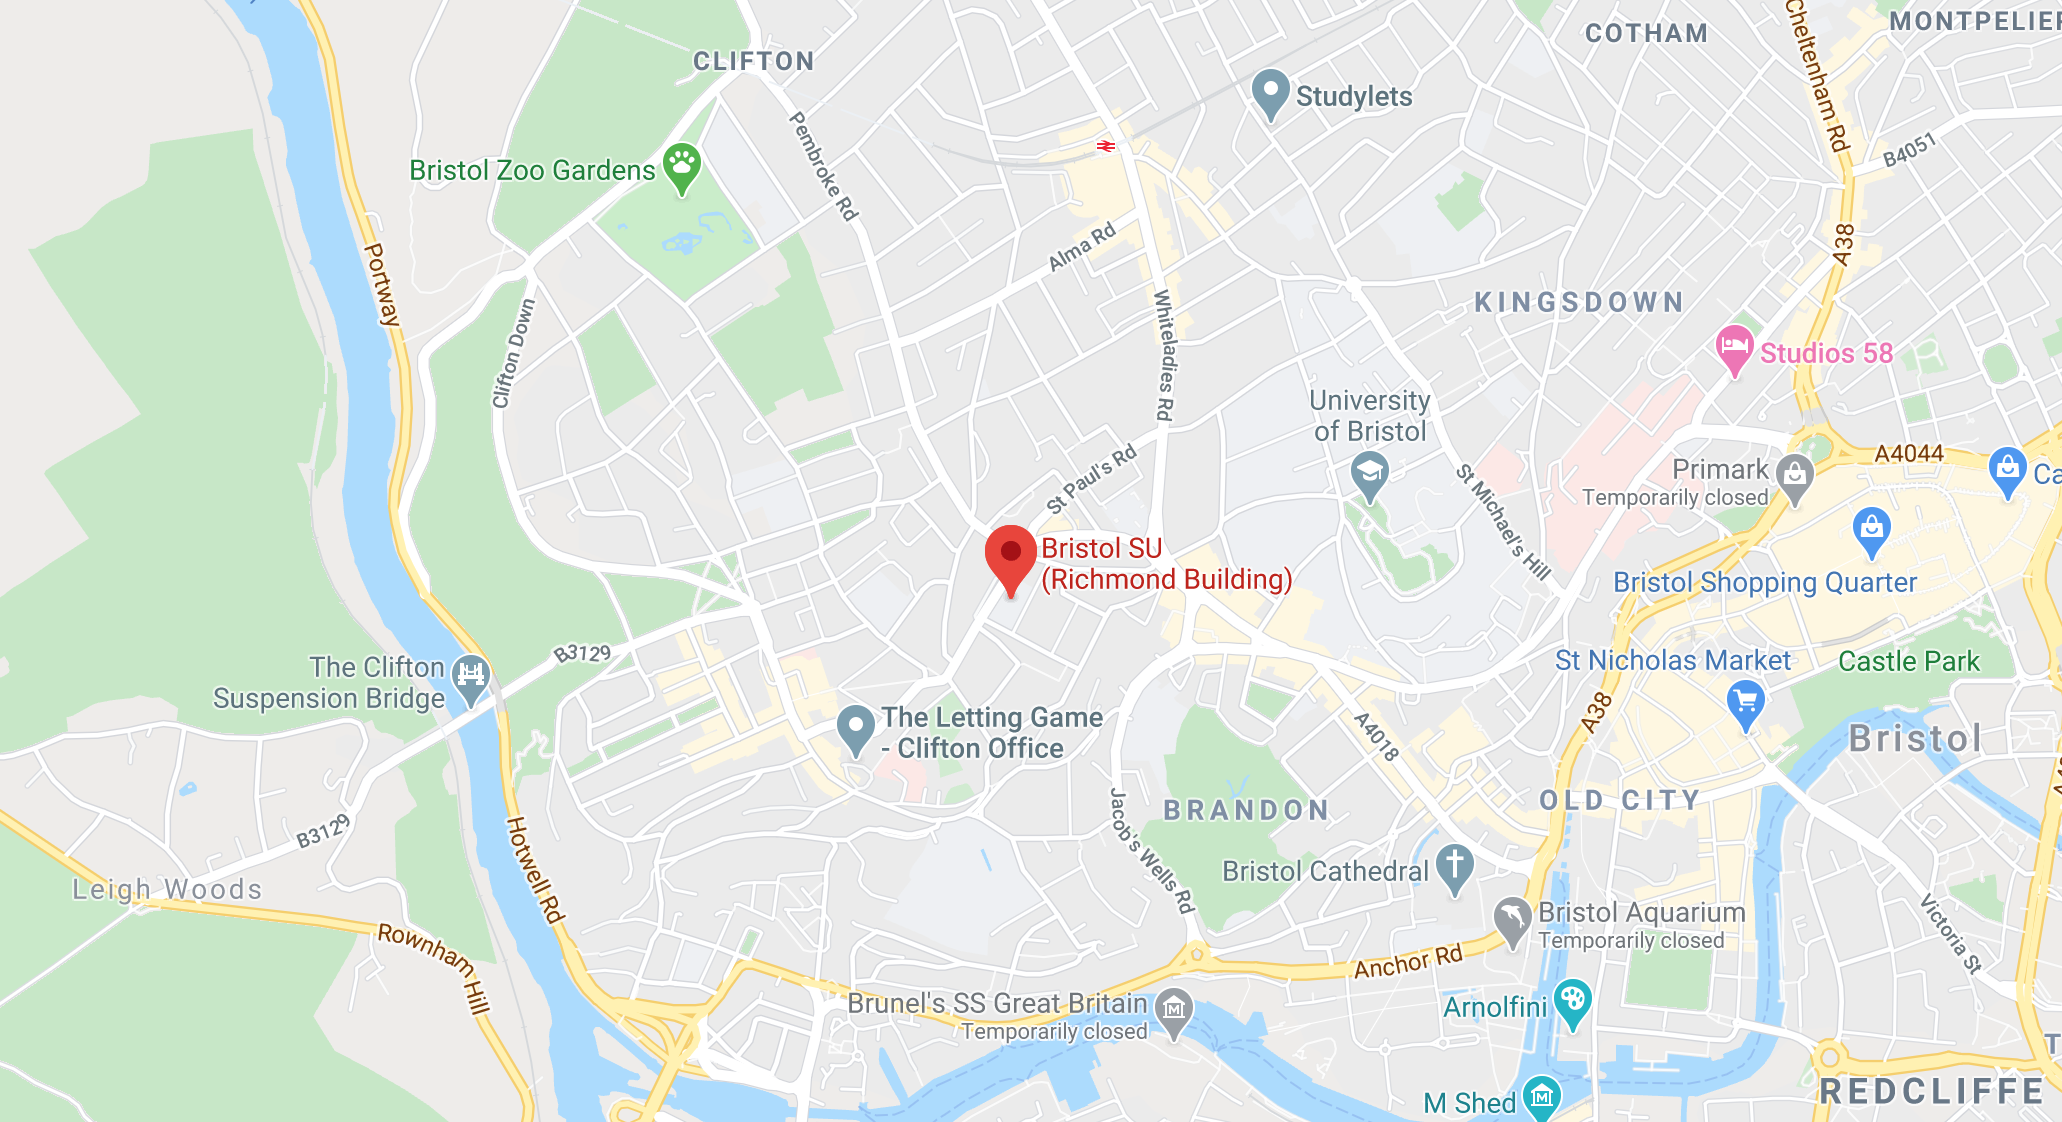 CLIFTON
COTHAM
MONTPELIER
Cheltenham Rd
Studylets
B4051
Pembroke Rd
Bristol Zoo Gardens
Alma Rd
A38
Portway
Whiteladies Rd
KINGSDOWN
Clifton Down
Studios 58
University
of Bristol
A4044
St Paul's Rd
Primark
Temporarily closed
Ca
St Michael's Hill
Bristol SU
(Richmond Building)
Bristol Shopping Quarter
B3129
St Nicholas Market
Castle Park
The Clifton
Suspension Bridge
A38
The Letting Game
- Clifton Office
A4018
Bristol
BRANDON
OLD CITY
B3129
Hotwell Rd
Jacob's Wells Rd
Bristol Cathedral
Leigh Woods
Bristol Aquarium
Temporarily closed
Victoria St
Rownham Hill
Anchor Rd
Brunel's SS Great Britain
Temporarily closed
Arnolfini
T
REDCLIFFE
M Shed